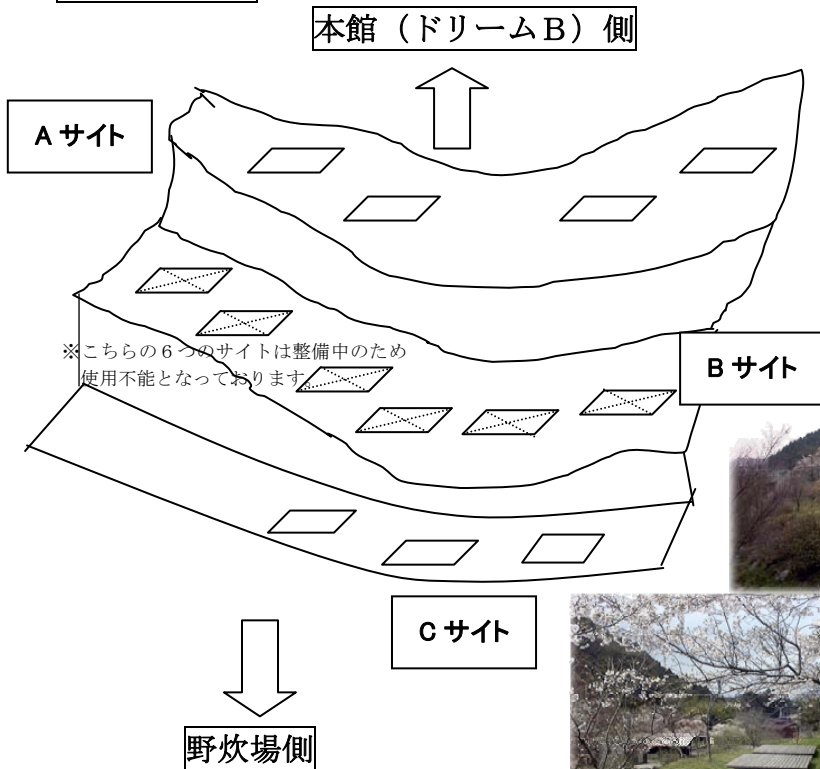 本館（ドリームＢ）側
A サイト
※こちらの６つのサイトは整備中のため
使用不能となっております。
B サイト
C サイト
野炊場側